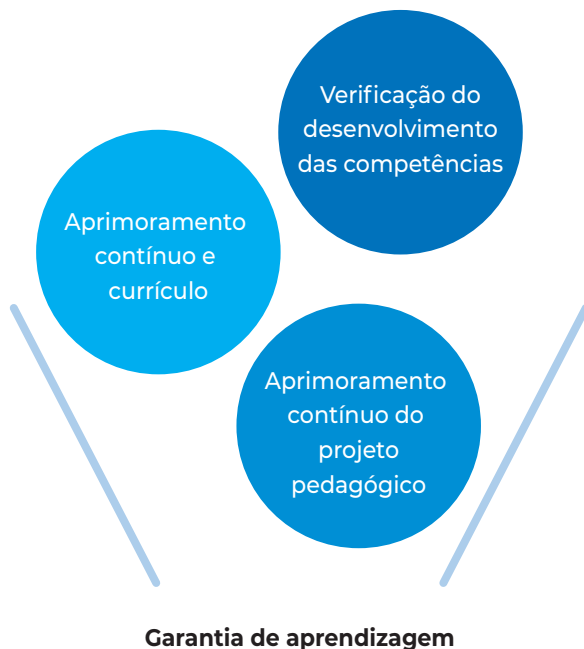 Verificação do
desenvolvimento
das competências
Aprimoramento
contínuo e
currículo
Aprimoramento
contínuo do
projeto
pedagógico
Garantia de aprendizagem